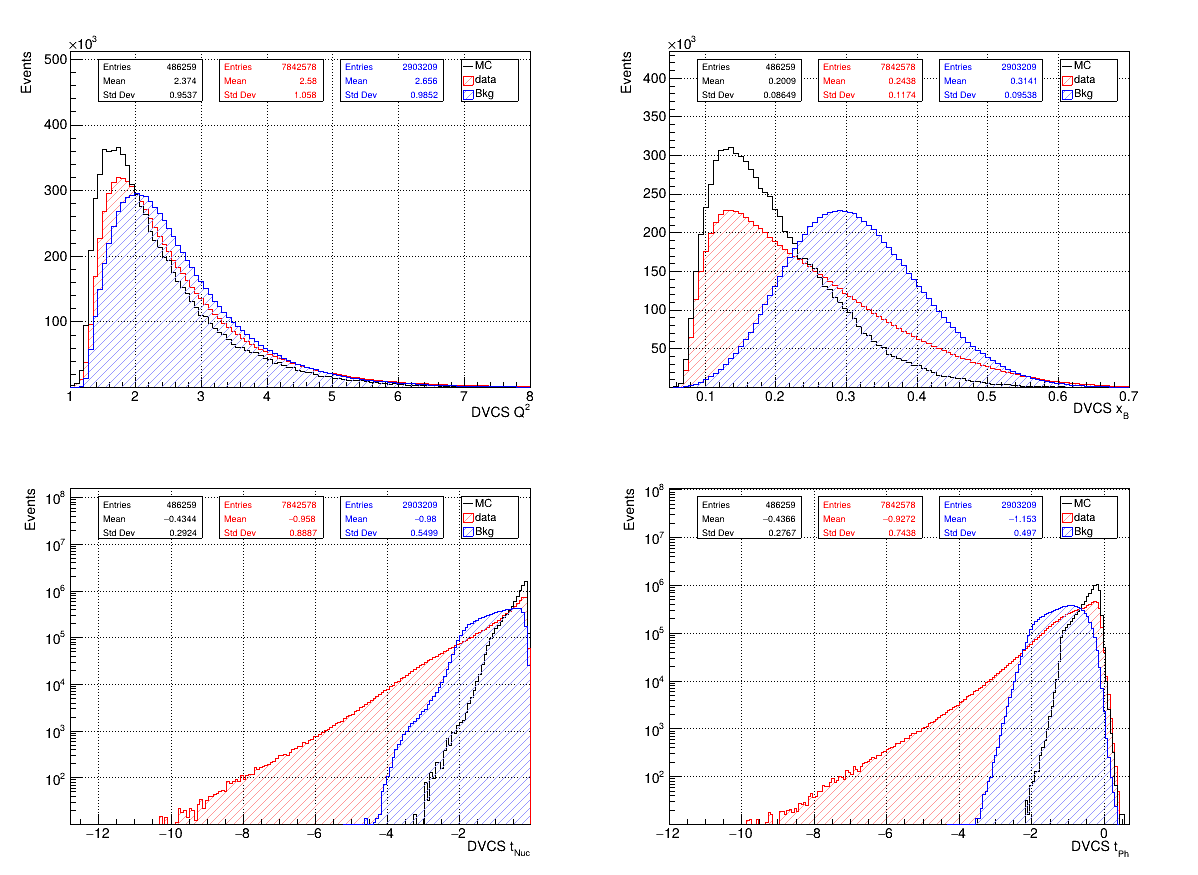 ×10³
Events
500
400
300
200
100
Entries 486259
Mean 2.374
Std Dev 0.9537
Entries 7842578
Mean 2.58
Std Dev 1.058
Entries 2903209
Mean 2.656
Std Dev 0.9852
MC
data
Bkg
1 2 3 4 5 6 7 8
DVCS Q²
×10³
Events
400
350
300
250
200
150
100
50
Entries 486259
Mean 0.2009
Std Dev 0.08649
Entries 7842578
Mean 0.2438
Std Dev 0.1174
Entries 2903209
Mean 0.3141
Std Dev 0.09538
MC
data
Bkg
0.1 0.2 0.3 0.4 0.5 0.6 0.7
DVCS x_B
Events
10⁸
10⁷
10⁶
10⁵
10⁴
10³
10²
Entries 486259
Mean −0.4344
Std Dev 0.2924
Entries 7842578
Mean −0.958
Std Dev 0.8887
Entries 2903209
Mean −0.98
Std Dev 0.5499
MC
data
Bkg
−12 −10 −8 −6 −4 −2
DVCS t_Nuc
Events
10⁸
10⁷
10⁶
10⁵
10⁴
10³
10²
Entries 486259
Mean −0.4366
Std Dev 0.2767
Entries 7842578
Mean −0.9272
Std Dev 0.7438
Entries 2903209
Mean −1.153
Std Dev 0.497
MC
data
Bkg
−12 −10 −8 −6 −4 −2 0
DVCS t_Ph